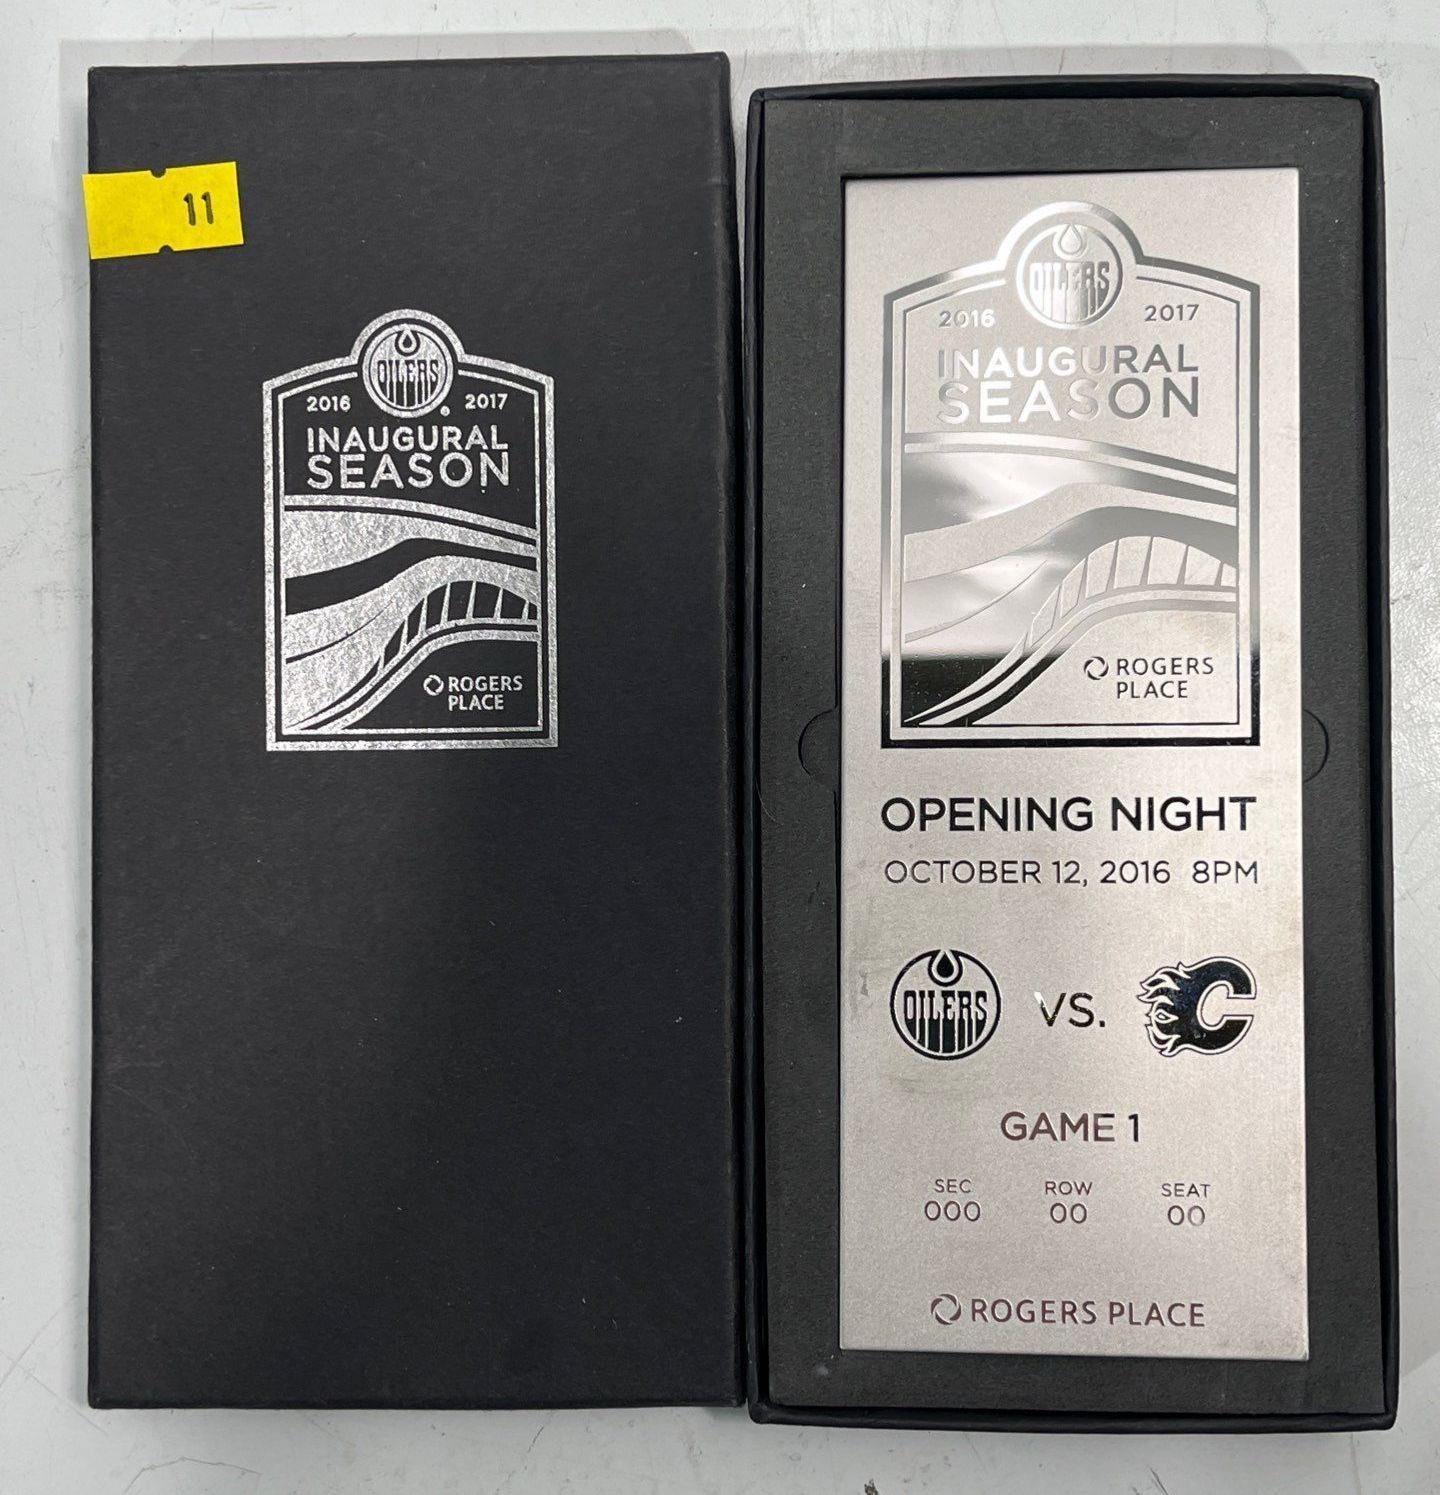 11
OILERS
2016 2017
INAUGURAL
SEASON
ROGERS
PLACE
OILERS
2016 2017
INAUGURAL
SEASON
ROGERS
PLACE
OPENING NIGHT
OCTOBER 12, 2016 8PM
OILERS VS. C
GAME 1
SEC ROW SEAT
000 00 00
ROGERS PLACE